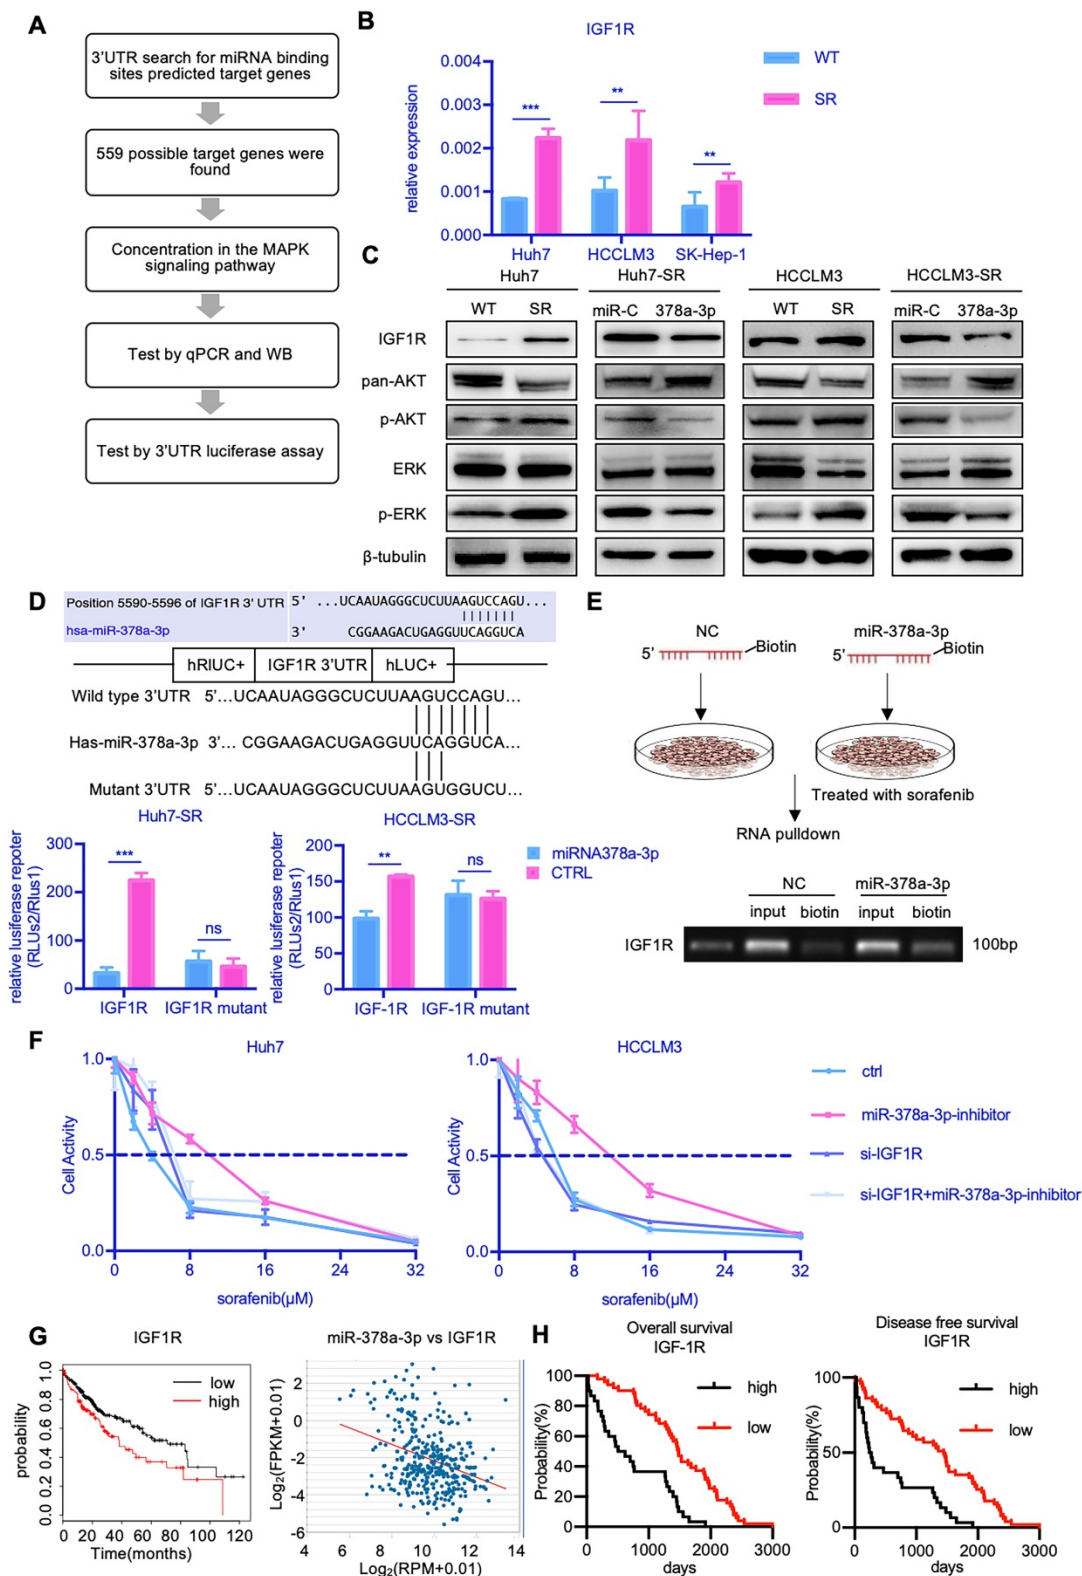 A
3'UTR search for miRNA binding
sites predicted target genes
559 possible target genes were
found
Concentration in the MAPK
signaling pathway
Test by qPCR and WB
Test by 3'UTR luciferase assay
B
IGF1R
relative expression
0.004
0.003
0.002
0.001
0.000
*** ** **
Huh7 HCCLM3 SK-Hep-1
WT
SR
C
Huh7 Huh7-SR HCCLM3 HCCLM3-SR
WT SR miR-C 378a-3p WT SR miR-C 378a-3p
IGF1R
pan-AKT
p-AKT
ERK
p-ERK
β-tubulin
D
Position 5590-5596 of IGF1R 3' UTR 5' ...UCAAUAGGGCUCUUAAGUCCAGU...
hsa-miR-378a-3p 3' CGGAAGACUGAGGUUCAGGUCA
hRlUC+ IGF1R 3'UTR hLUC+
Wild type 3'UTR 5'...UCAAUAGGGCUCUUAAGUCCAGU...
Has-miR-378a-3p 3'... CGGAAGACUGAGGUUCAGGUCA...
Mutant 3'UTR 5'...UCAAUAGGGCUCUUAAGUGGUCU...
Huh7-SR
relative luciferase repoter
(RLUs2/Rlus1)
300
200
100
0
*** ns
IGF1R IGF1R mutant
HCCLM3-SR
relative luciferase repoter
(RLUs2/Rlus1)
200
150
100
50
0
** ns
IGF-1R IGF-1R mutant
miRNA378a-3p
CTRL
E
NC miR-378a-3p
5' Biotin 5' Biotin
Treated with sorafenib
RNA pulldown
NC miR-378a-3p
input biotin input biotin
IGF1R 100bp
F
Huh7
Cell Activity
1.0
0.5
0.0
0 8 16 24 32
sorafenib(μM)
HCCLM3
Cell Activity
1.0
0.5
0.0
0 8 16 24 32
sorafenib(μM)
ctrl
miR-378a-3p-inhibitor
si-IGF1R
si-IGF1R+miR-378a-3p-inhibitor
G
IGF1R
probability
1.0
0.8
0.6
0.4
0.2
0.0
low
high
0 20 40 60 80 100 120
Time(months)
miR-378a-3p vs IGF1R
Log2(FPKM+0.01)
2
0
-2
-4
-6
4 6 8 10 12 14
Log2(RPM+0.01)
H
Overall survival
IGF-1R
Probability(%)
100
80
60
40
20
0
high
low
0 1000 2000 3000
days
Disease free survival
IGF1R
Probability(%)
100
50
0
high
low
0 1000 2000 3000
days